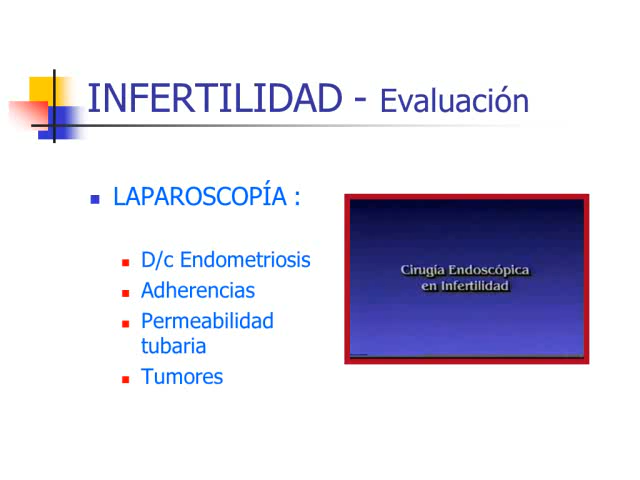 INFERTILIDAD - Evaluación
LAPAROSCOPÍA :
D/c Endometriosis
Adherencias
Permeabilidad
tubaria
Tumores
Cirugía Endoscópica
en Infertilidad